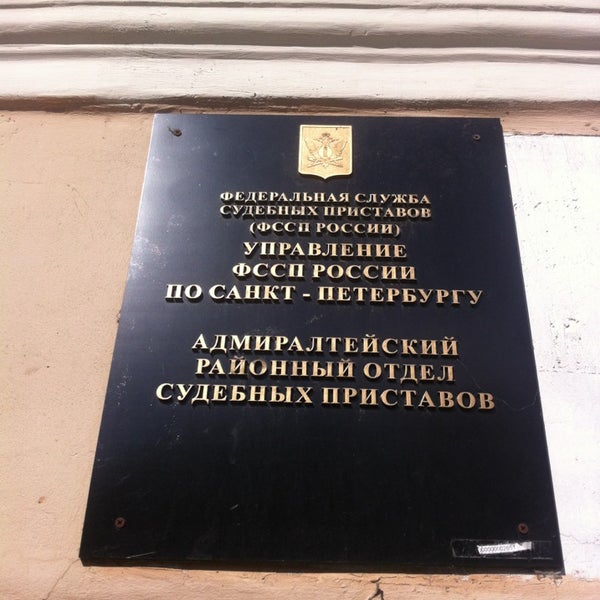 ФЕДЕРАЛЬНАЯ СЛУЖБА
СУДЕБНЫХ ПРИСТАВОВ
(ФССП РОССИИ)
УПРАВЛЕНИЕ
ФССП РОССИИ
ПО САНКТ - ПЕТЕРБУРГУ
АДМИРАЛТЕЙСКИЙ
РАЙОННЫЙ ОТДЕЛ
СУДЕБНЫХ ПРИСТАВОВ